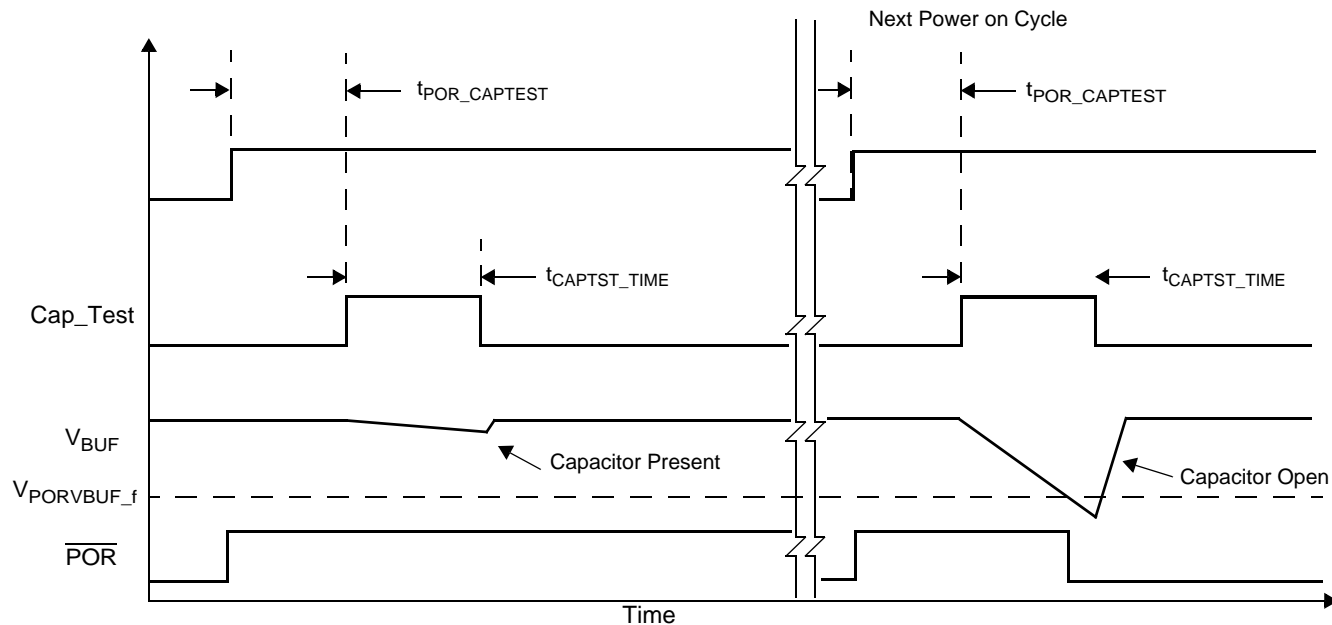 Next Power on Cycle
tPOR_CAPTEST
tPOR_CAPTEST
tCAPTST_TIME
tCAPTST_TIME
Cap_Test
VBUF
Capacitor Present
Capacitor Open
VPORVBUF_f
POR
Time